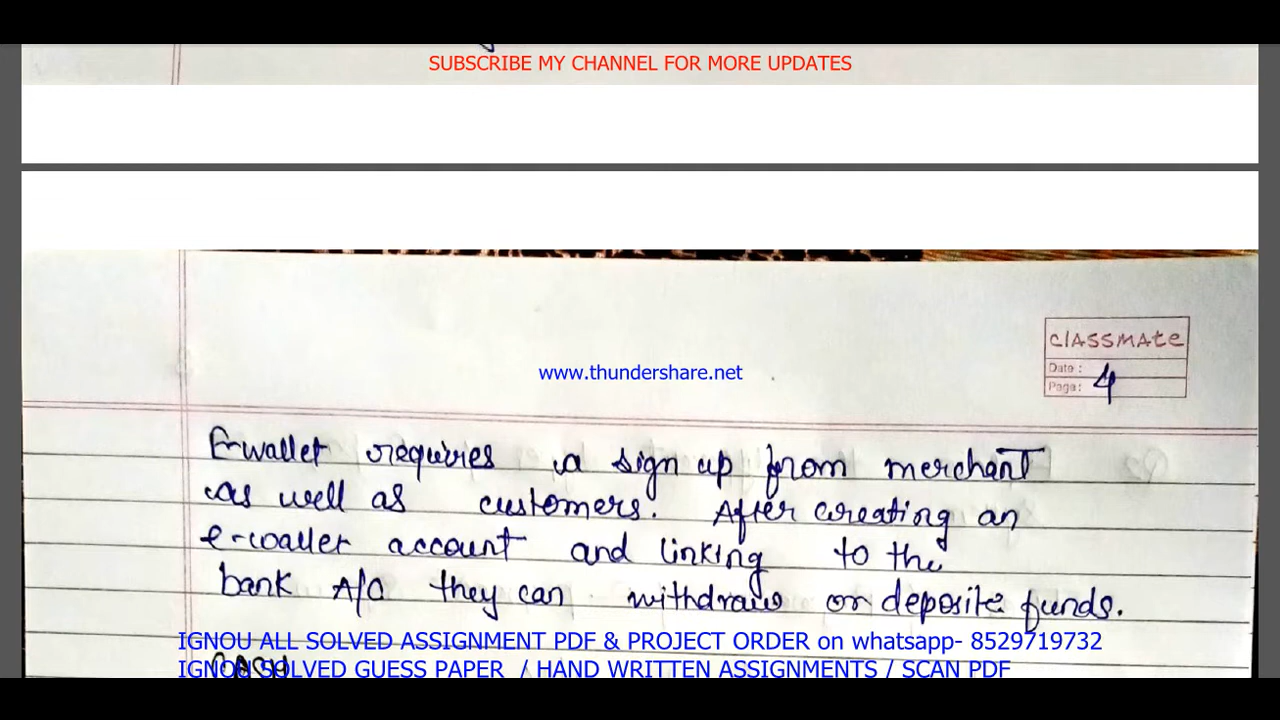 SUBSCRIBE MY CHANNEL FOR MORE UPDATES
CLASSMATE
Date :
www.thundershare.net
Page: 4
E-wallet requires a sign up from merchant
as well as customers. After creating an
e-wallet account and linking to the
bank A/O they can withdraw or deposite funds.
IGNOU ALL SOLVED ASSIGNMENT PDF & PROJECT ORDER on whatsapp- 8529719732
CASH
IGNOU SOLVED GUESS PAPER / HAND WRITTEN ASSIGNMENTS / SCAN PDF